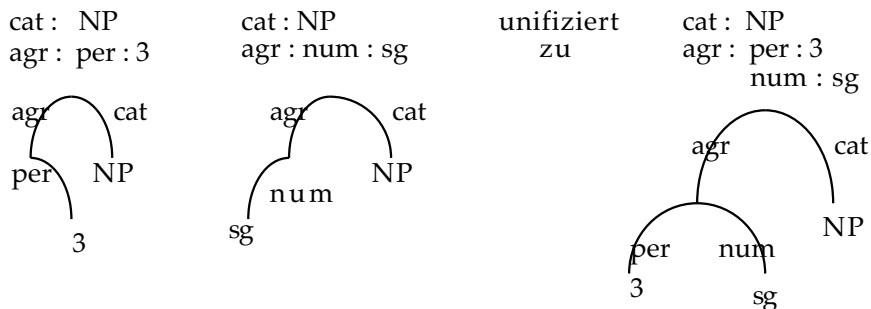 cat : NP cat : NP unifiziert cat : NP
agr : per : 3 agr : num : sg zu agr : per : 3
num : sg
agr cat agr cat
agr cat
per NP NP
num
NP
3 sg
per num
3 sg